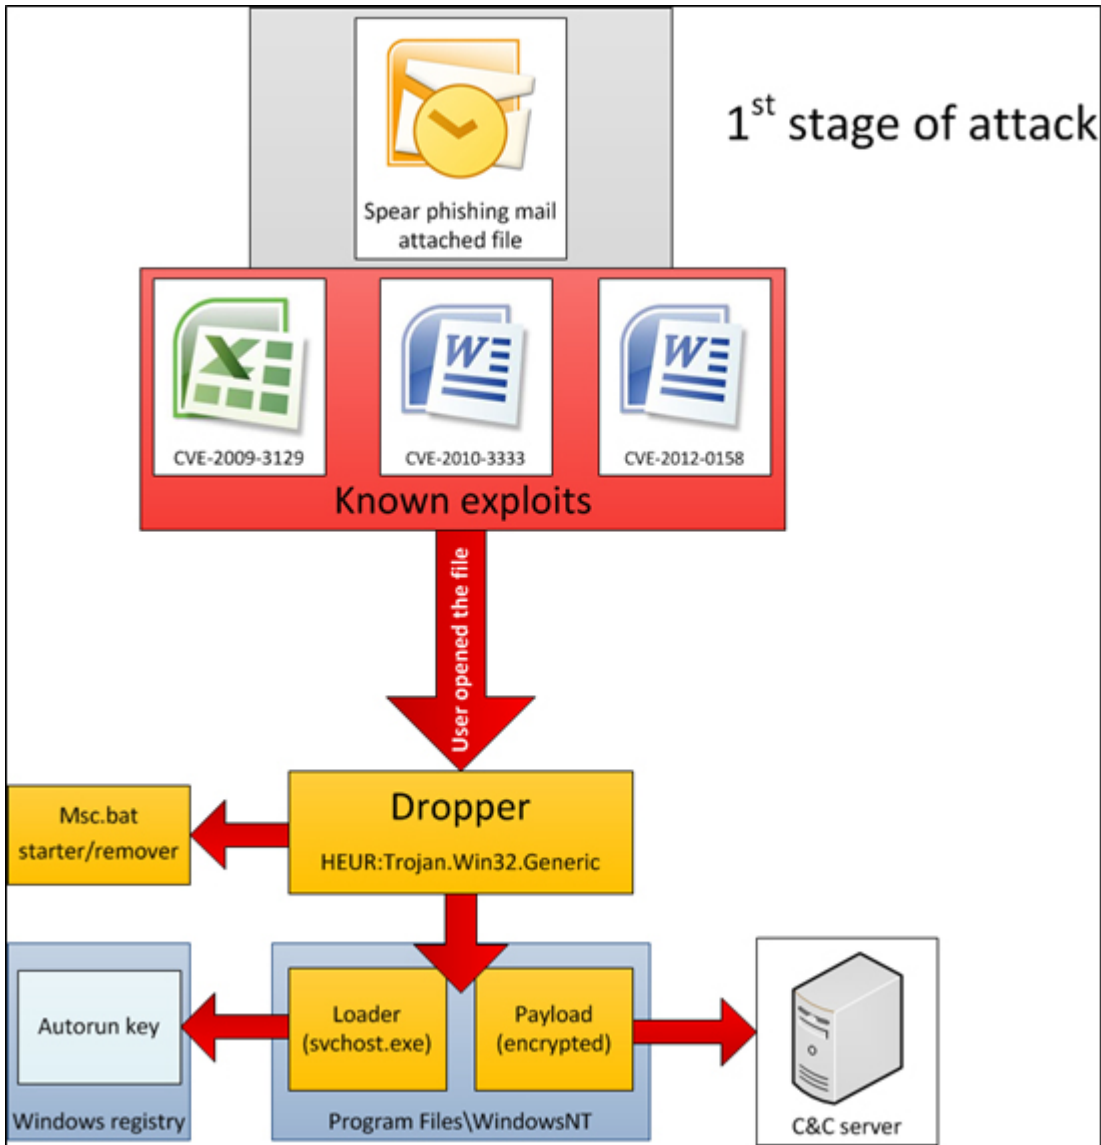 1st stage of attack
Spear phishing mail
attached file
CVE-2009-3129
CVE-2010-3333
CVE-2012-0158
Known exploits
User opened the file
Dropper
HEUR:Trojan.Win32.Generic
Msc.bat
starter/remover
Autorun key
Windows registry
Loader
(svchost.exe)
Payload
(encrypted)
Program Files\WindowsNT
C&C server